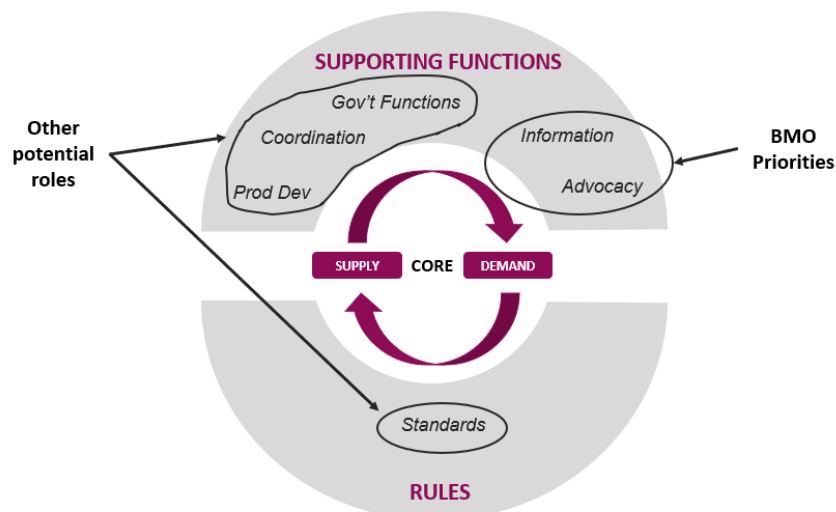 SUPPORTING FUNCTIONS
Gov't Functions
Coordination
Prod Dev
Information
Advocacy
Other
potential
roles
BMO
Priorities
SUPPLY
CORE
DEMAND
Standards
RULES